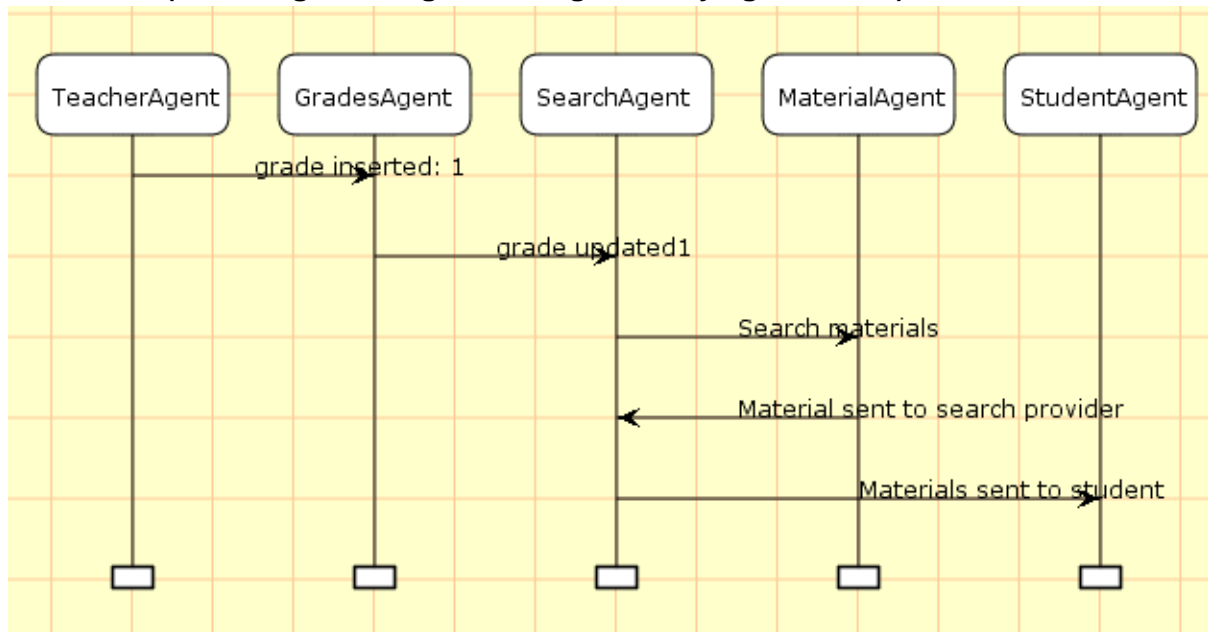 TeacherAgent
GradesAgent
SearchAgent
MaterialAgent
StudentAgent
grade inserted: 1
grade updated1
Search materials
Material sent to search provider
Materials sent to student